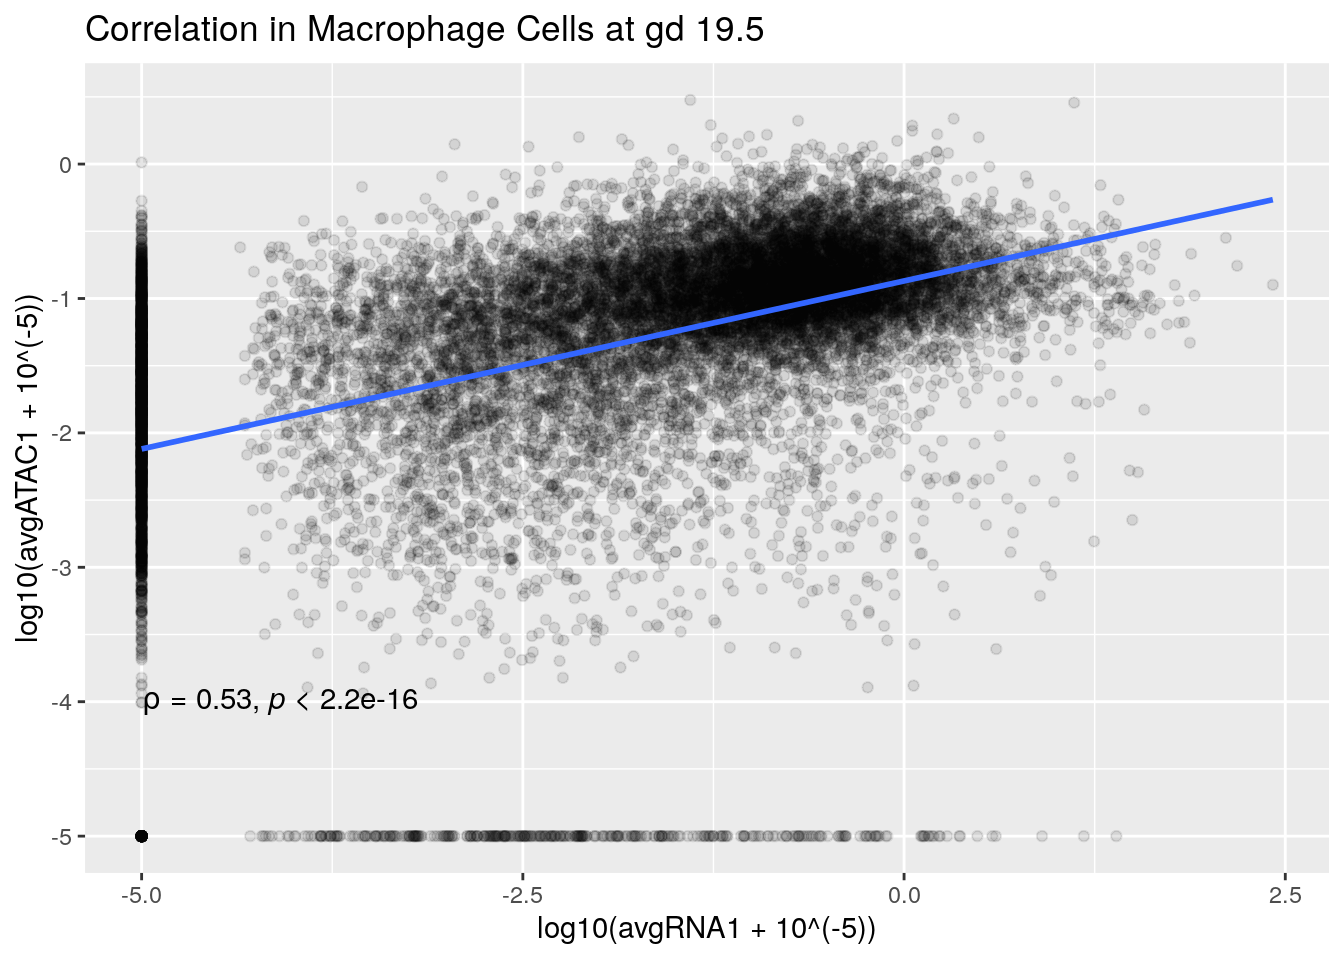 Correlation in Macrophage Cells at gd 19.5
log10(avgATAC1 + 10^(-5))
0
-1
-2
-3
-4
-5
ρ = 0.53, p < 2.2e-16
-5.0
-2.5
0.0
2.5
log10(avgRNA1 + 10^(-5))